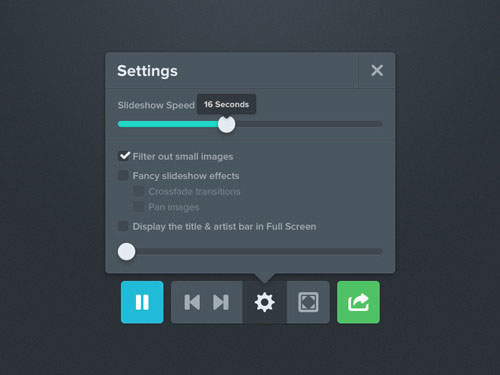 Settings
Slideshow Speed
16 Seconds
Filter out small images
Fancy slideshow effects
Crossfade transitions
Pan images
Display the title & artist bar in Full Screen